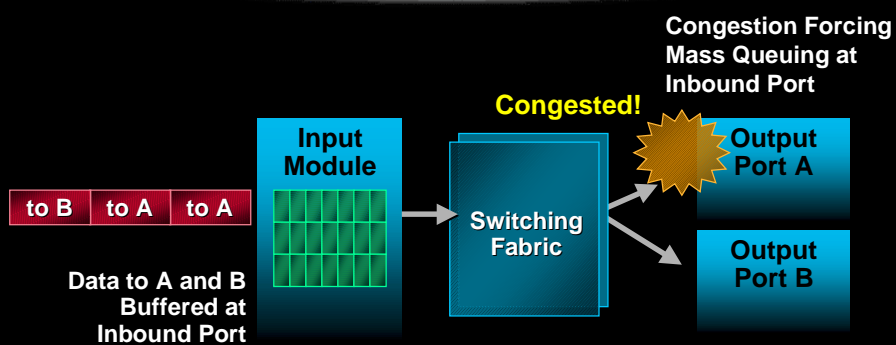 Congestion Forcing
Mass Queuing at
Inbound Port
Congested!
Input
Module
Output
Port A
to B
to A
to A
Switching
Fabric
Output
Port B
Data to A and B
Buffered at
Inbound Port